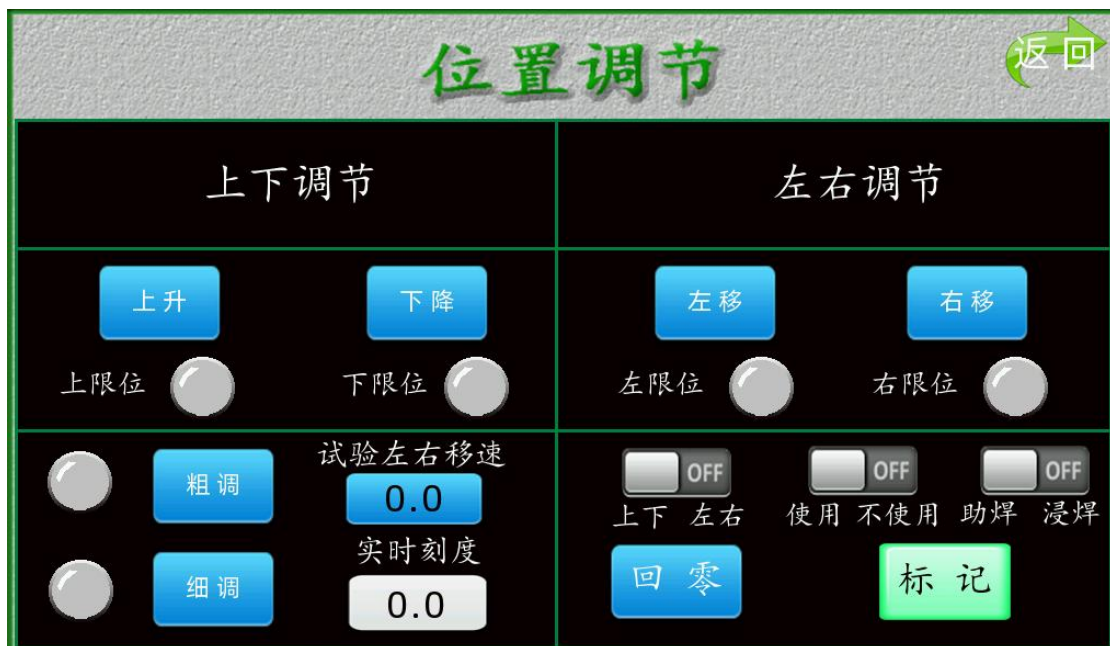 位置调节
返回
上下调节
左右调节
上升
下降
左移
右移
上限位
下限位
左限位
右限位
粗调
试验左右移速
0.0
OFF
OFF
OFF
上下 左右
使用 不使用
助焊 浸焊
细调
实时刻度
0.0
回零
标记